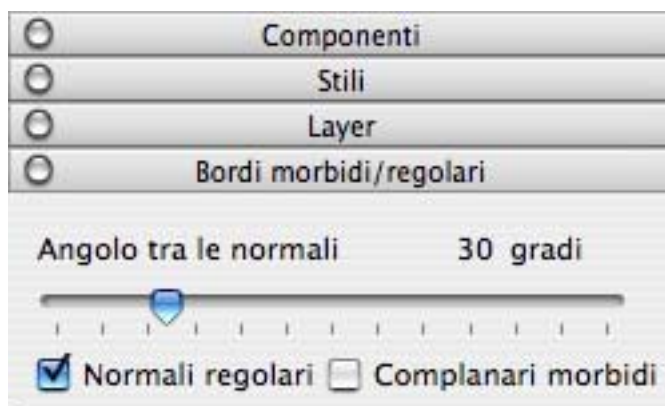 Componenti
Stili
Layer
Bordi morbidi/regolari
Angolo tra le normali 30 gradi
Normali regolari Complanari morbidi